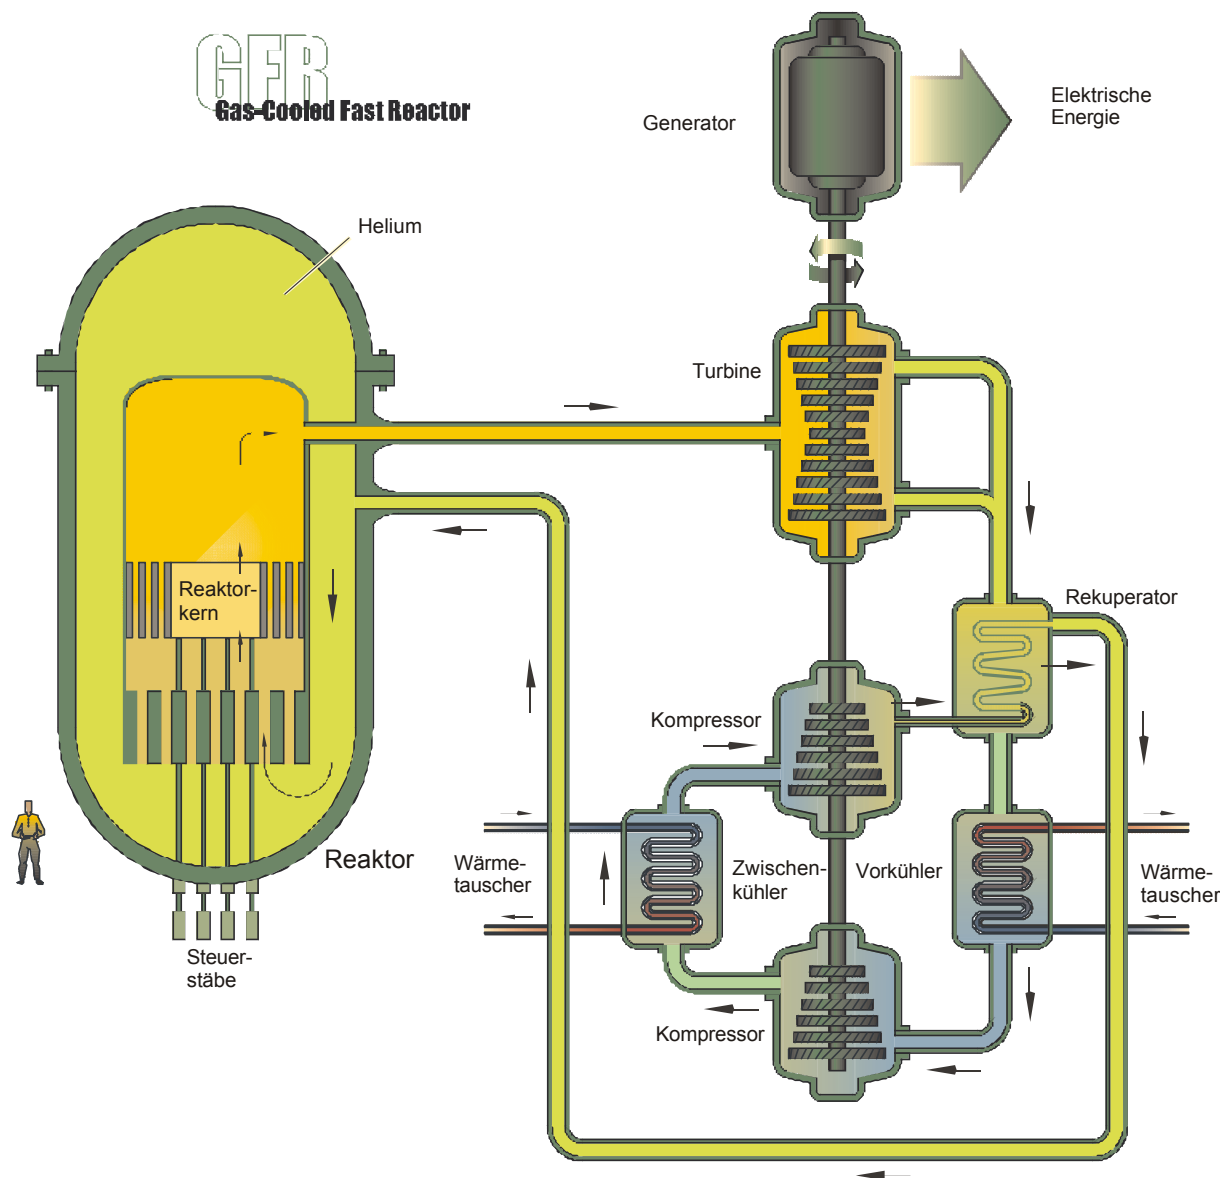 GFR
Gas-Cooled Fast Reactor
Generator
Elektrische
Energie
Helium
Turbine
Reaktor-
kern
Rekuperator
Kompressor
Reaktor
Wärme-
tauscher
Zwischen-
kühler
Vorkühler
Wärme-
tauscher
Steuer-
stäbe
Kompressor